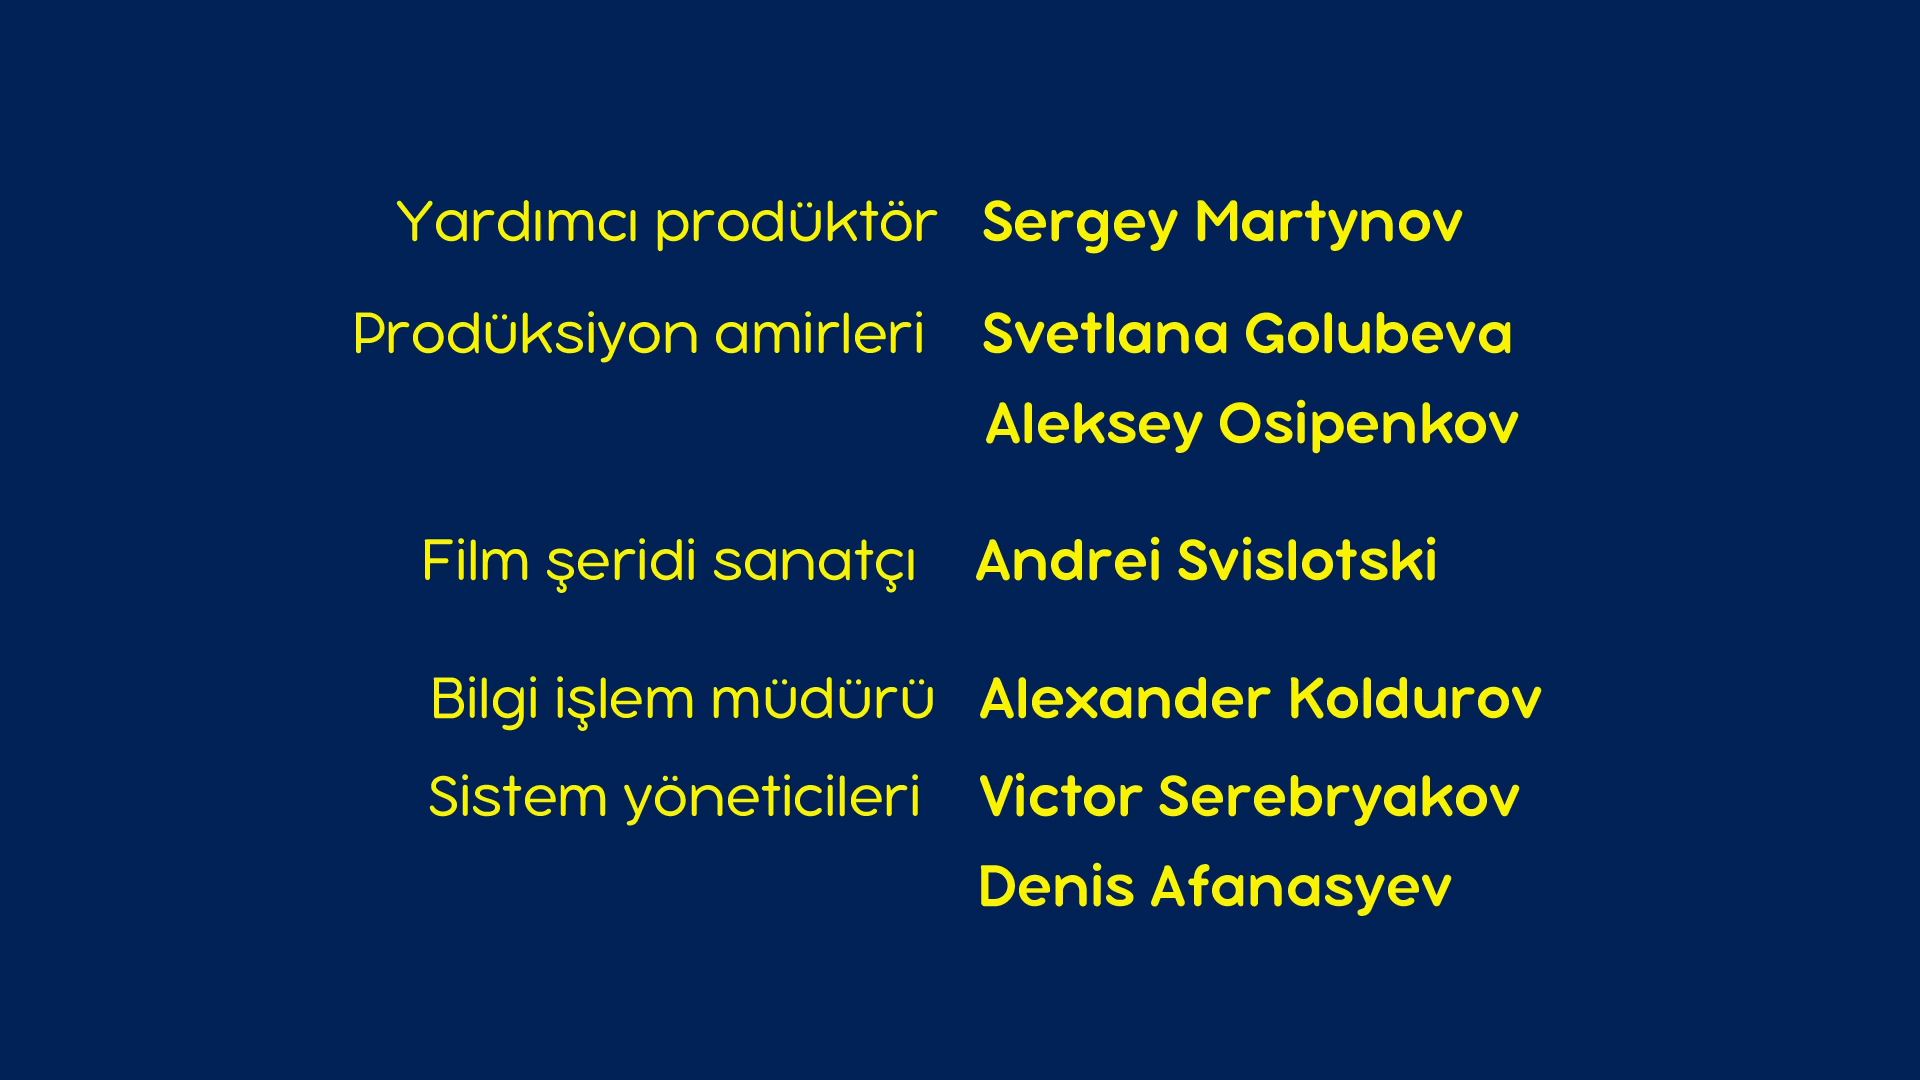 Yardımcı prodüktör Sergey Martynov
Prodüksiyon amirleri Svetlana Golubeva
Aleksey Osipenkov
Film şeridi sanatçı Andrei Svislotski
Bilgi işlem müdürü Alexander Koldurov
Sistem yöneticileri Victor Serebryakov
Denis Afanasyev